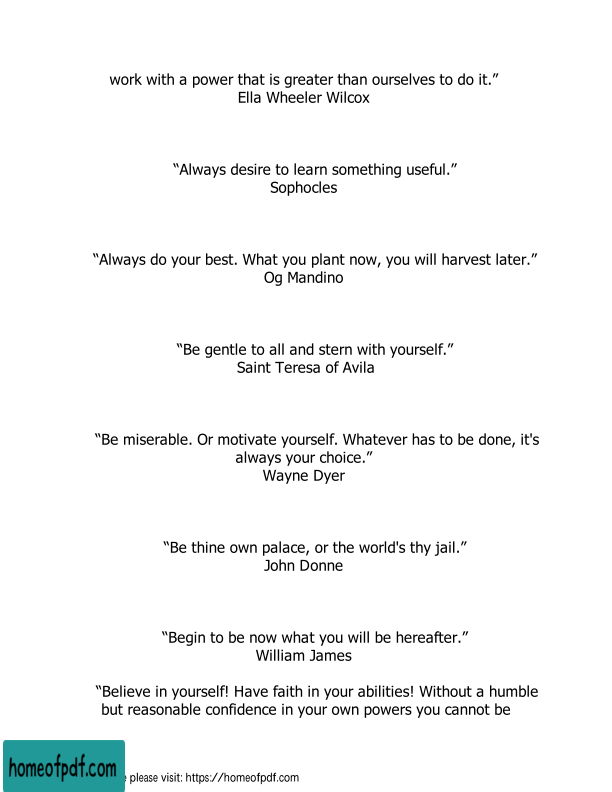 work with a power that is greater than ourselves to do it.”
Ella Wheeler Wilcox
“Always desire to learn something useful.”
Sophocles
“Always do your best. What you plant now, you will harvest later.”
Og Mandino
“Be gentle to all and stern with yourself.”
Saint Teresa of Avila
“Be miserable. Or motivate yourself. Whatever has to be done, it's
always your choice.”
Wayne Dyer
“Be thine own palace, or the world's thy jail.”
John Donne
“Begin to be now what you will be hereafter.”
William James
“Believe in yourself! Have faith in your abilities! Without a humble
but reasonable confidence in your own powers you cannot be
homeofpdf.com
please visit: https://homeofpdf.com